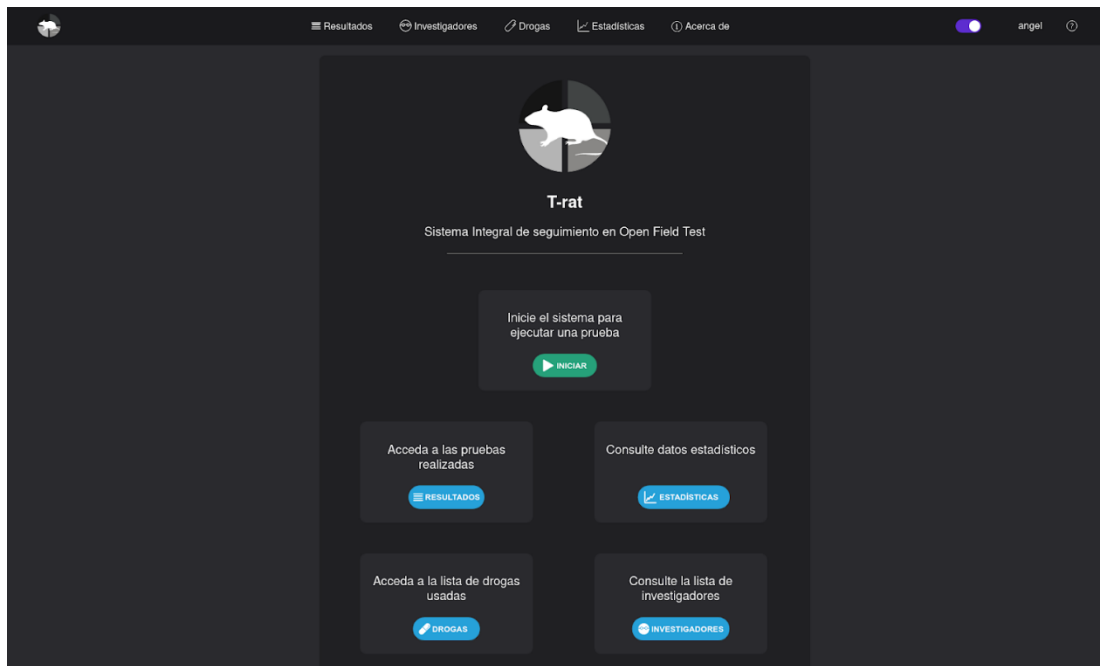 Resultados
Investigadores
Drogas
Estadísticas
Acerca de
angel
T-rat
Sistema Integral de seguimiento en Open Field Test
Inicie el sistema para
ejecutar una prueba
INICIAR
Acceda a las pruebas
realizadas
RESULTADOS
Consulte datos estadísticos
ESTADÍSTICAS
Acceda a la lista de drogas
usadas
DROGAS
Consulte la lista de
investigadores
INVESTIGADORES